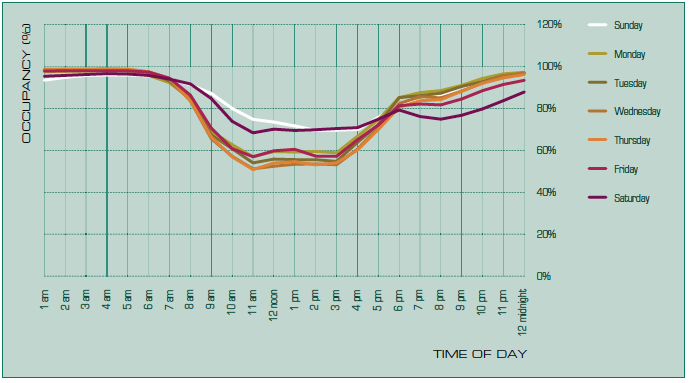 OCCUPANCY (%)
120%
100%
80%
60%
40%
20%
0%
Sunday
Monday
Tuesday
Wednesday
Thursday
Friday
Saturday
1 am
2 am
3 am
4 am
5 am
6 am
7 am
8 am
9 am
10 am
11 am
12 noon
1 pm
2 pm
3 pm
4 pm
5 pm
6 pm
7 pm
8 pm
9 pm
10 pm
11 pm
12 midnight
TIME OF DAY